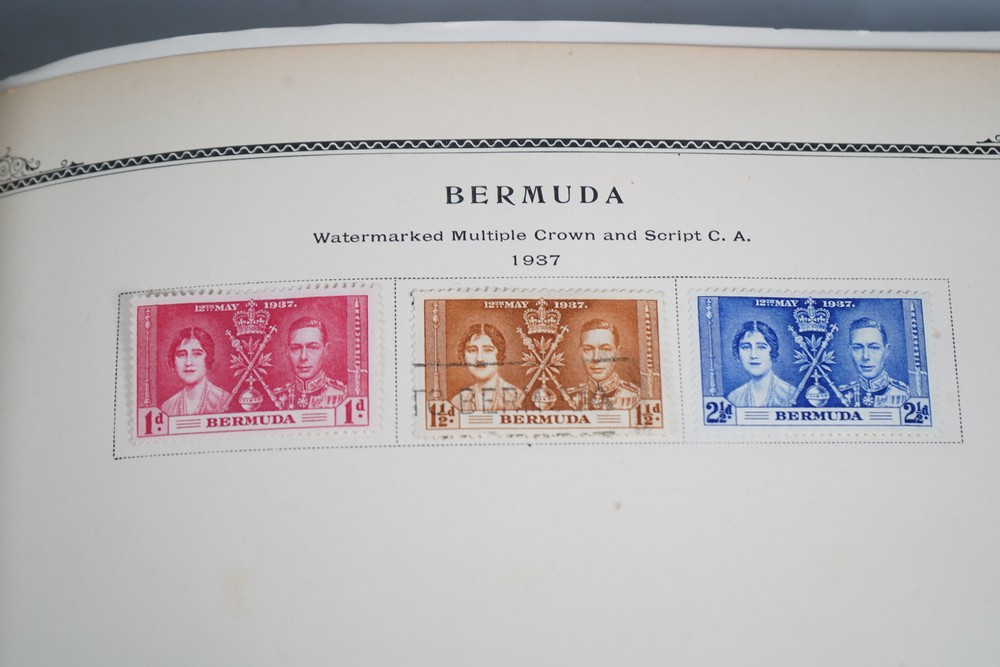 BERMUDA
Watermarked Multiple Crown and Script C. A.
1937
12TH MAY 1937.
1d. 1d.
BERMUDA
12TH MAY 1937.
1½d. 1½d.
BERMUDA
BERMUDA
12TH MAY 1937.
2½d. 2½d.
BERMUDA